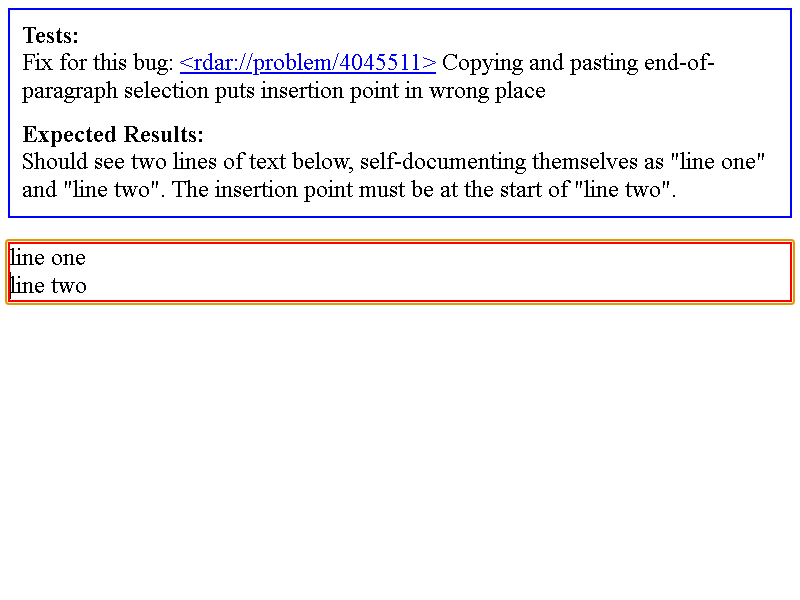 Tests:
Fix for this bug: <rdar://problem/4045511> Copying and pasting end-of-
paragraph selection puts insertion point in wrong place
Expected Results:
Should see two lines of text below, self-documenting themselves as "line one"
and "line two". The insertion point must be at the start of "line two".
line one
line two